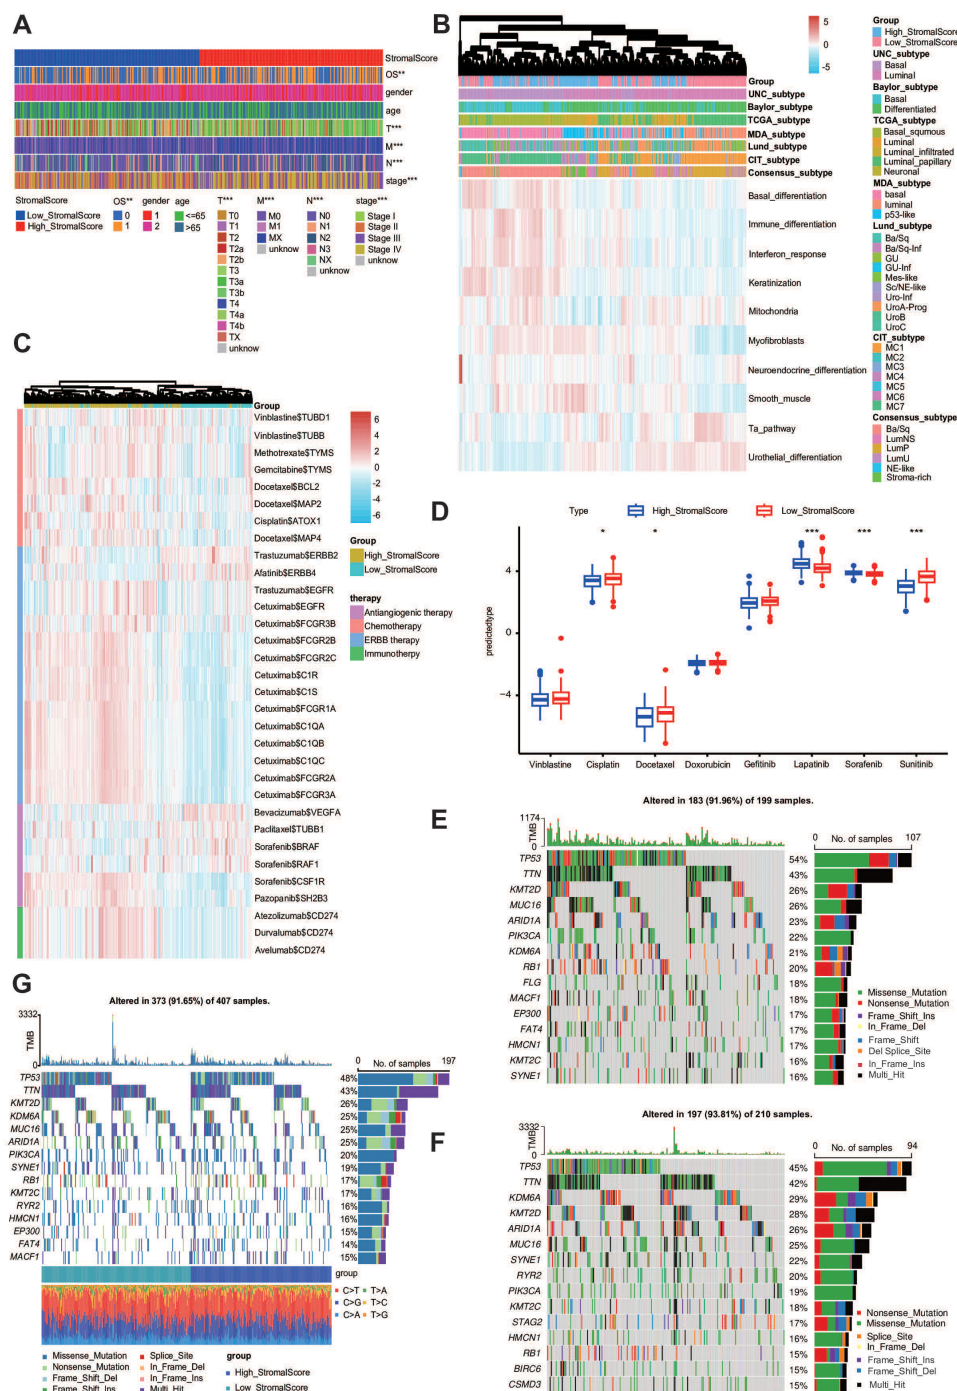 A
StromalScore
OS**
gender
age
T***
M***
N***
stage***
StromalScore
Low_StromalScore
High_StromalScore
OS**
0
1
gender
1
2
age
<=65
>65
T***
T0
T1
T2
T2a
T2b
T3
T3a
T3b
T4
T4a
T4b
TX
unknow
M***
M0
M1
MX
unknow
N***
N0
N1
N2
N3
NX
unknow
stage***
Stage I
Stage II
Stage III
Stage IV
unknow
B
5
0
-5
Group
UNC_subtype
Baylor_subtype
TCGA_subtype
MDA_subtype
Lund_subtype
CIT_subtype
Consensus_subtype
Basal_differentiation
Immune_differentiation
Interferon_response
Keratinization
Mitochondria
Myofibroblasts
Neuroendocrine_differentiation
Smooth_muscle
Ta_pathway
Urothelial_differentiation
Group
High_StromalScore
Low_StromalScore
UNC_subtype
Basal
Luminal
Baylor_subtype
Basal
Differentiated
TCGA_subtype
Basal_squmous
Luminal
Luminal_infiltrated
Luminal_papillary
Neuronal
MDA_subtype
basal
luminal
p53-like
Lund_subtype
Ba/Sq
Ba/Sq-Inf
GU
GU-Inf
Mes-like
Sc/NE-like
Uro-Inf
UroA-Prog
UroB
UroC
CIT_subtype
MC1
MC2
MC3
MC4
MC5
MC6
MC7
Consensus_subtype
Ba/Sq
LumNS
LumP
LumU
NE-like
Stroma-rich
C
Group
Vinblastine$TUBD1
Vinblastine$TUBB
Methotrexate$TYMS
Gemcitabine$TYMS
Docetaxel$BCL2
Docetaxel$MAP2
Cisplatin$ATOX1
Docetaxel$MAP4
Trastuzumab$ERBB2
Afatinib$ERBB4
Trastuzumab$EGFR
Cetuximab$EGFR
Cetuximab$FCGR3B
Cetuximab$FCGR2B
Cetuximab$FCGR2C
Cetuximab$C1R
Cetuximab$C1S
Cetuximab$FCGR1A
Cetuximab$C1QA
Cetuximab$C1QB
Cetuximab$C1QC
Cetuximab$FCGR2A
Cetuximab$FCGR3A
Bevacizumab$VEGFA
Paclitaxel$TUBB1
Sorafenib$BRAF
Sorafenib$RAF1
Sorafenib$CSF1R
Pazopanib$SH2B3
Atezolizumab$CD274
Durvalumab$CD274
Avelumab$CD274
6
4
2
0
-2
-4
-6
Group
High_StromalScore
Low_StromalScore
therapy
Antiangiogenic therapy
Chemotherapy
ERBB therapy
Immunotherpy
D
Type
High_StromalScore
Low_StromalScore
* * *** *** ***
predictedtype
4
0
−4
Vinblastine Cisplatin Docetaxel Doxorubicin Gefitinib Lapatinib Sorafenib Sunitinib
E
Altered in 183 (91.96%) of 199 samples.
1174
TMB
0
0 No. of samples 107
TP53 54%
TTN 43%
KMT2D 26%
MUC16 26%
ARID1A 23%
PIK3CA 22%
KDM6A 21%
RB1 20%
FLG 18%
MACF1 18%
EP300 17%
FAT4 17%
HMCN1 17%
KMT2C 16%
SYNE1 16%
Missense_Mutation
Nonsense_Mutation
Frame_Shift_Ins
In_Frame_Del
Frame_Shift
Del Splice_Site
In_Frame_Ins
Multi_Hit
F
Altered in 197 (93.81%) of 210 samples.
3332
TMB
0
0 No. of samples 94
TP53 45%
TTN 42%
KDM6A 29%
KMT2D 28%
ARID1A 26%
MUC16 25%
SYNE1 22%
RYR2 20%
PIK3CA 19%
KMT2C 18%
STAG2 17%
HMCN1 16%
RB1 15%
BIRC6 15%
CSMD3 15%
Nonsense_Mutation
Missense_Mutation
Splice_Site
In_Frame_Del
Frame_Shift_Ins
Frame_Shift_Del
Multi_Hit
G
Altered in 373 (91.65%) of 407 samples.
3332
TMB
0
0 No. of samples 197
TP53 48%
TTN 43%
KMT2D 26%
KDM6A 25%
MUC16 25%
ARID1A 25%
PIK3CA 20%
SYNE1 19%
RB1 17%
KMT2C 17%
RYR2 16%
HMCN1 16%
EP300 15%
FAT4 14%
MACF1 15%
group
C>T T>A
C>G T>C
C>A T>G
Missense_Mutation
Nonsense_Mutation
Frame_Shift_Del
Frame_Shift_Ins
Splice_Site
In_Frame_Del
In_Frame_Ins
Multi_Hit
group
High_StromalScore
Low_StromalScore